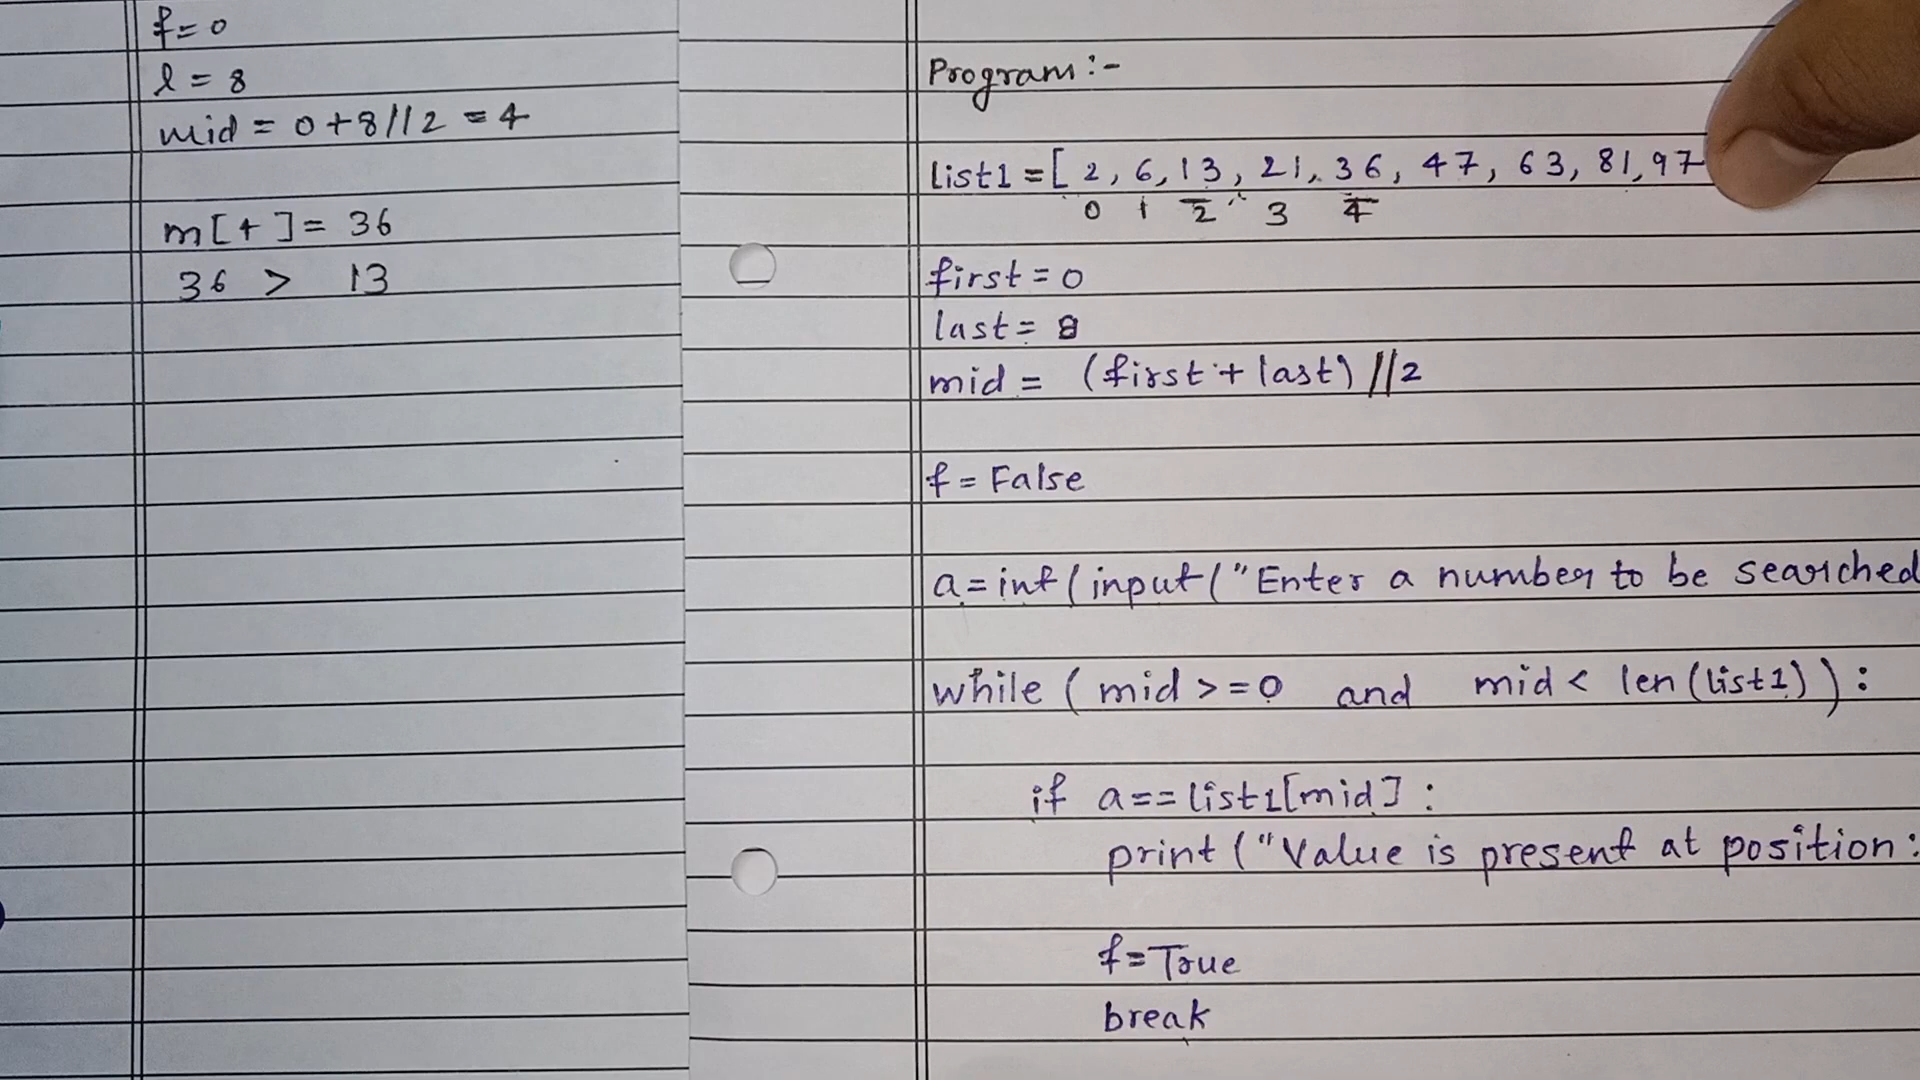 f=0
l=8
mid = 0+8//2 = 4
m[4]= 36
36 > 13
Program:-
list1=[2, 6, 13, 21, 36, 47, 63, 81, 97
0 1 2 3 4
first=0
last= 8
mid = (first+last)//2
f = False
a=int(input("Enter a number to be searched
while (mid >=0 and mid< len(list1)):
if a==list1[mid]:
print("Value is present at position:
f=True
break